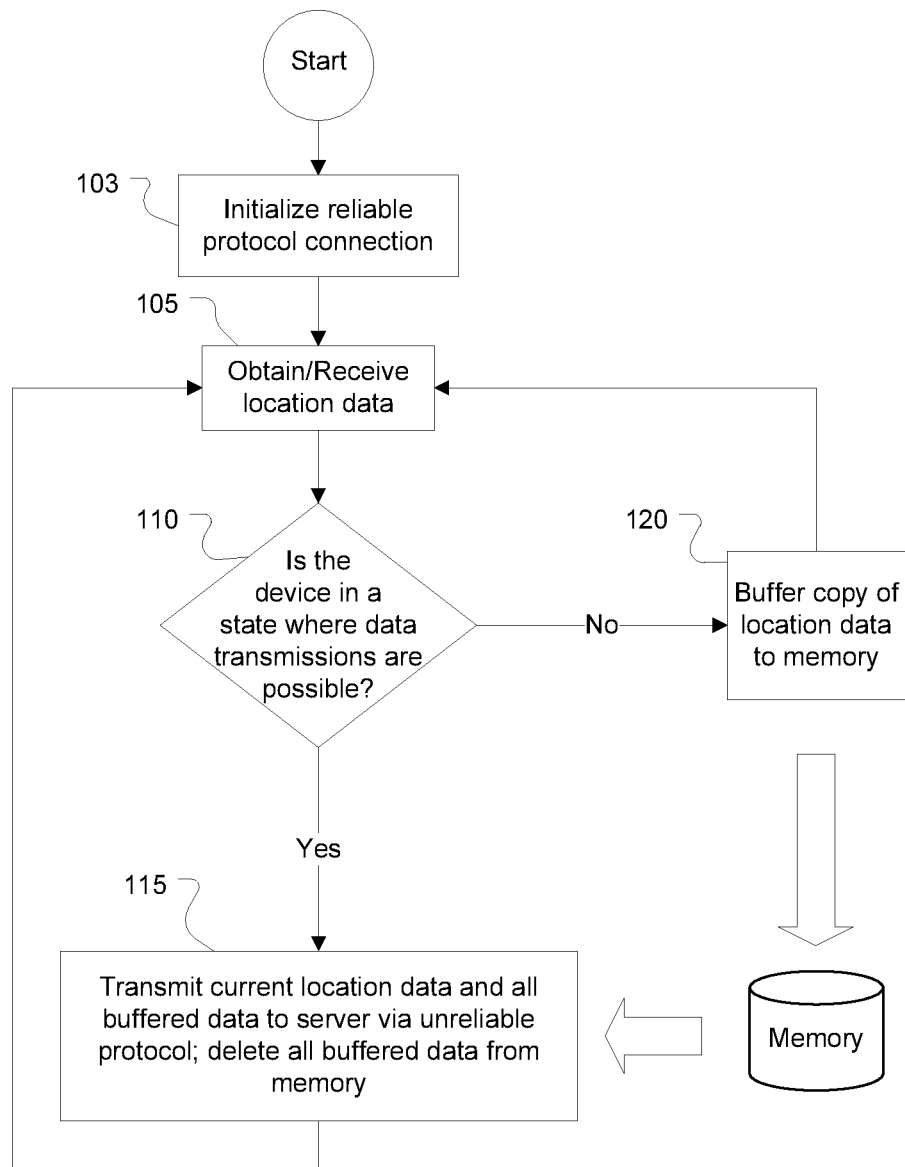 Start
103
Initialize reliable
protocol connection
105
Obtain/Receive
location data
110
Is the
device in a
state where data
transmissions are
possible?
No
120
Buffer copy of
location data
to memory
Yes
115
Transmit current location data and all
buffered data to server via unreliable
protocol; delete all buffered data from
memory
Memory